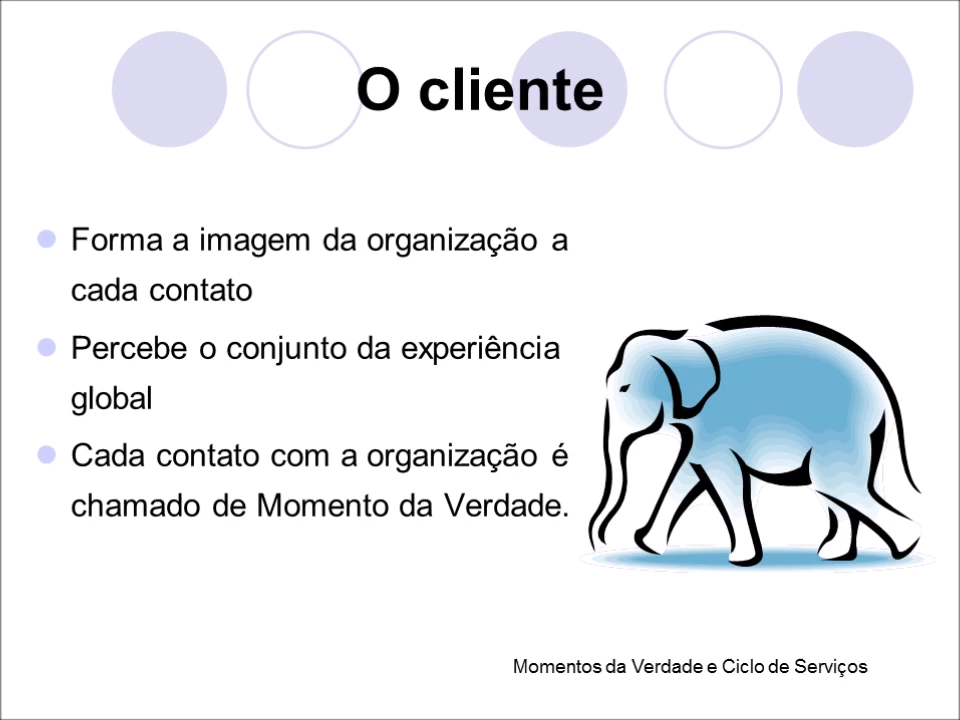 O cliente
Forma a imagem da organização a
cada contato
Percebe o conjunto da experiência
global
Cada contato com a organização é
chamado de Momento da Verdade.
Momentos da Verdade e Ciclo de Serviços